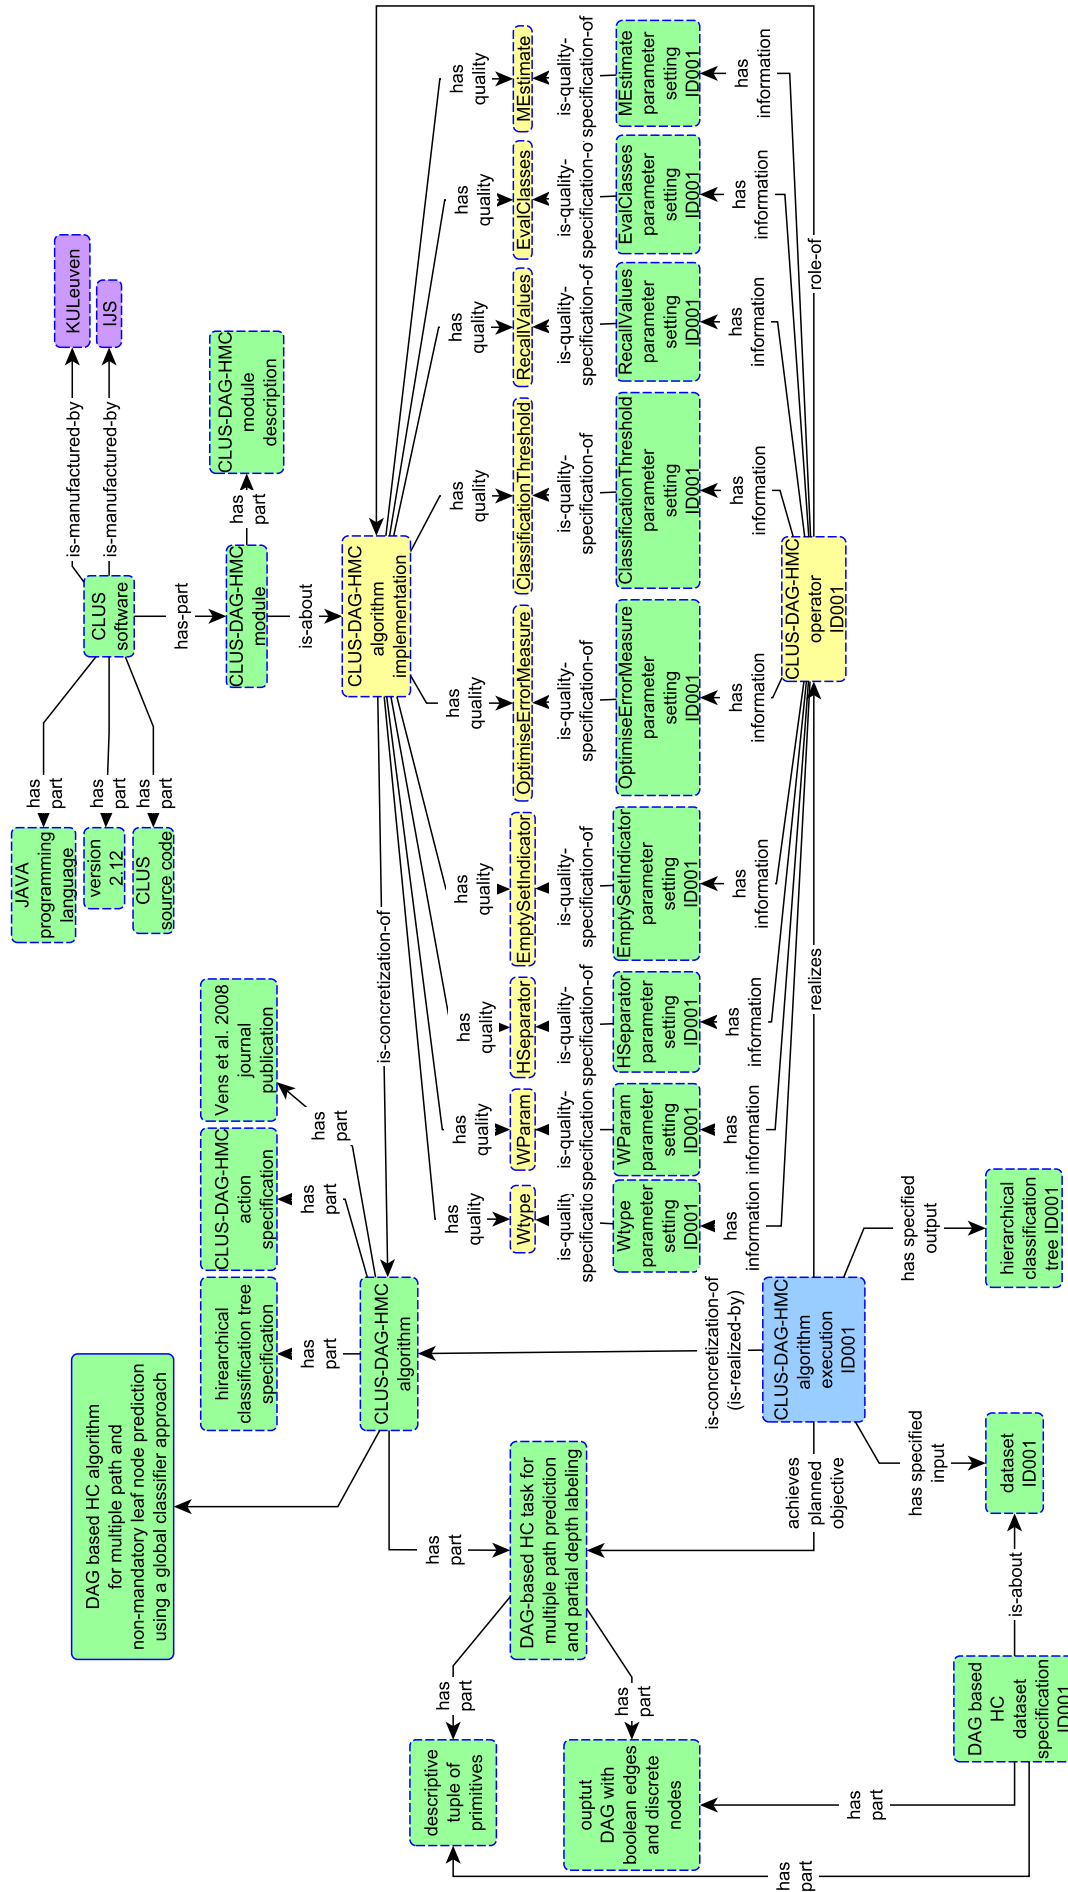 DAG based HC algorithm
for multiple path and
non-mandatory leaf node prediction
using a global classifier approach
JAVA
programming
language
version
2.12
CLUS
source code
has
part
has
part
has
part
CLUS
software
is-manufactured-by
is-manufactured-by
KULeuven
IJS
has-part
hirearchical
classification tree
specification
CLUS-DAG-HMC
action
specification
Vens et al. 2008
journal
publication
has
part
has
part
has
part
CLUS-DAG-HMC
module
has
part
CLUS-DAG-HMC
module
description
is-about
CLUS-DAG-HMC
algorithm
is-concretization-of
CLUS-DAG-HMC
algorithm
implementation
descriptive
tuple of
primitives
has
part
has
part
has
quality
has
quality
has
quality
has
quality
has
quality
has
quality
has
quality
has
quality
has
quality
DAG-based HC task for
multiple path prediction
and partial depth labeling
Wtype
WParam
HSeparator
EmptySetIndicator
OptimiseErrorMeasure
ClassificationThreshold
RecallValues
EvalClasses
MEstimate
ouptut
DAG with
boolean edges
and discrete
nodes
has
part
is-quality
specificatio
is-quality-
specification
is-quality-
specification-of
is-quality-
specification-of
is-quality-
specification-of
is-quality-
specification-of
is-quality-
specification-of
is-quality-
specification-o
is-quality-
specification-of
Wtype
parameter
setting
ID001
WParam
parameter
setting
ID001
HSeparator
parameter
setting
ID001
EmptySetIndicator
parameter
setting
ID001
OptimiseErrorMeasure
parameter
setting
ID001
ClassificationThreshold
parameter
setting
ID001
RecallValues
parameter
setting
ID001
EvalClasses
parameter
setting
ID001
MEstimate
parameter
setting
ID001
is-concretization-of
(is-realized-by)
has
information
has
information
has
information
has
information
has
information
has
information
has
information
has
information
has
information
has
part
has
part
achieves
planned
objective
CLUS-DAG-HMC
algorithm
execution
ID001
realizes
CLUS-DAG-HMC
operator
ID001
role-of
has specified
input
has specified
output
DAG based
HC
dataset
specification
ID001
is-about
dataset
ID001
hierarchical
classification
tree ID001